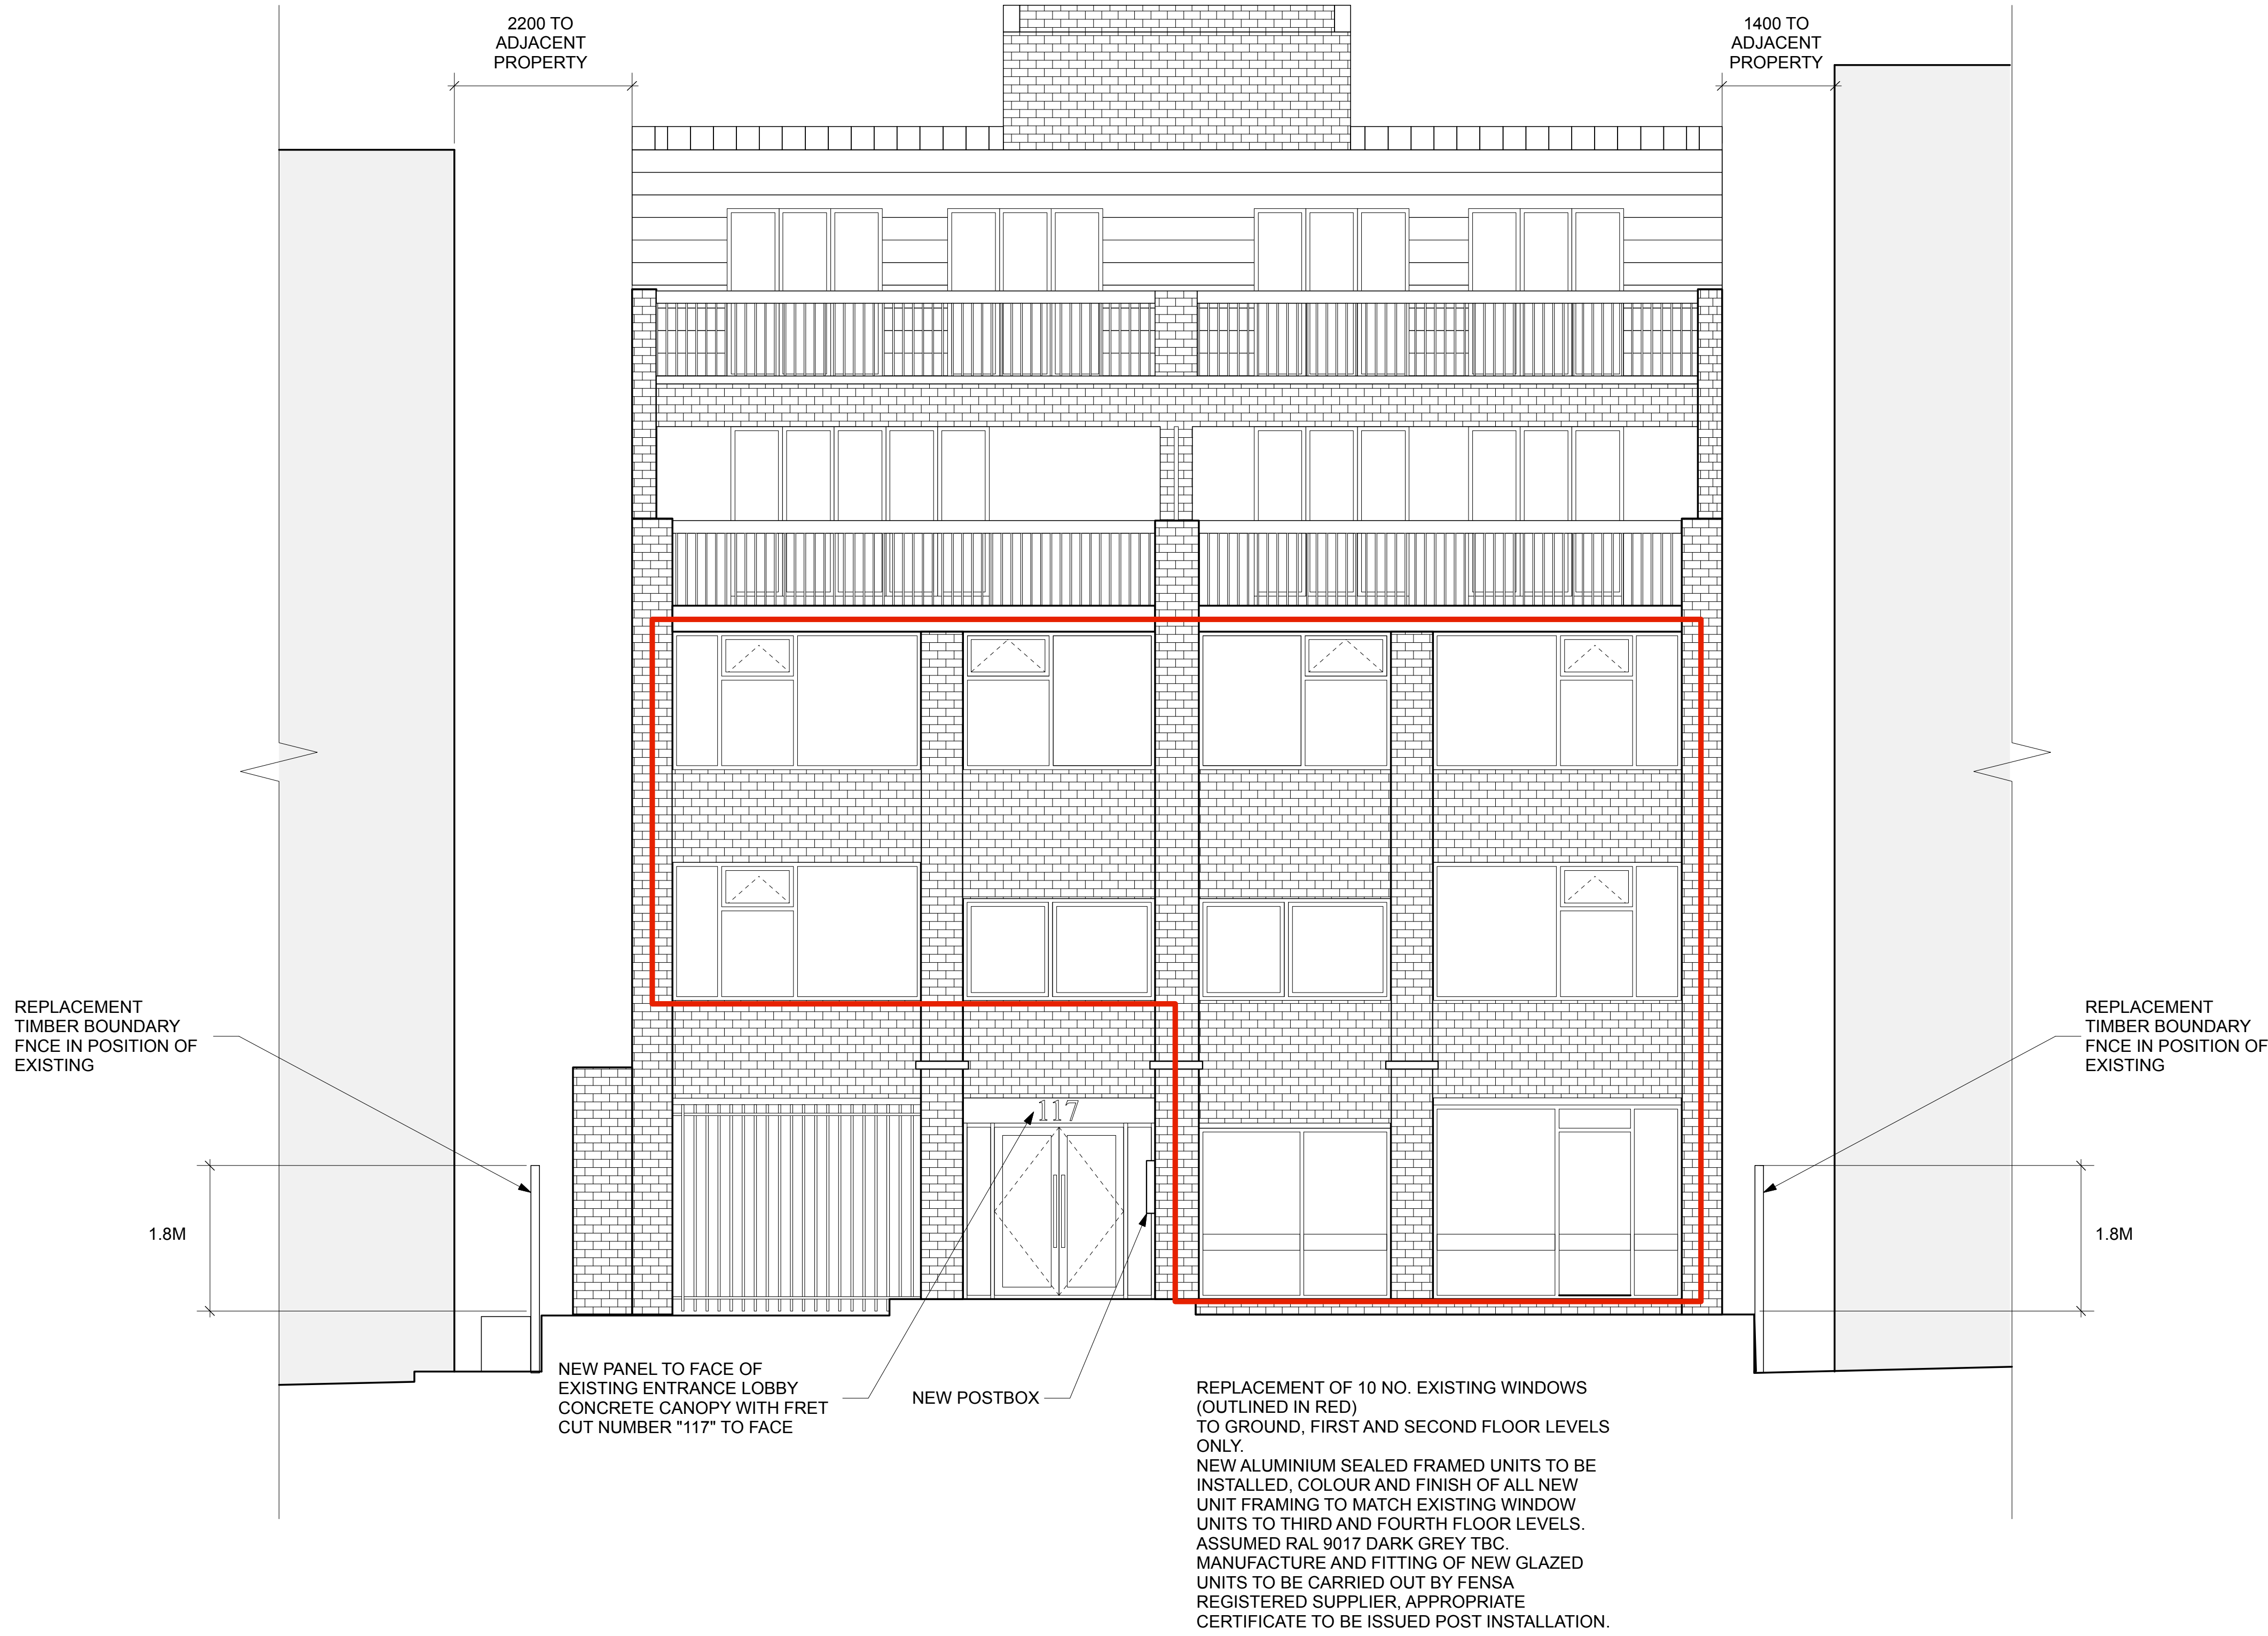 2200 TO
ADJACENT
PROPERTY
1400 TO
ADJACENT
PROPERTY
REPLACEMENT
TIMBER BOUNDARY
FNCE IN POSITION OF
EXISTING
REPLACEMENT
TIMBER BOUNDARY
FNCE IN POSITION OF
EXISTING
117
1.8M
1.8M
NEW PANEL TO FACE OF
EXISTING ENTRANCE LOBBY
CONCRETE CANOPY WITH FRET
CUT NUMBER "117" TO FACE
NEW POSTBOX
REPLACEMENT OF 10 NO. EXISTING WINDOWS
(OUTLINED IN RED)
TO GROUND, FIRST AND SECOND FLOOR LEVELS
ONLY.
NEW ALUMINIUM SEALED FRAMED UNITS TO BE
INSTALLED, COLOUR AND FINISH OF ALL NEW
UNIT FRAMING TO MATCH EXISTING WINDOW
UNITS TO THIRD AND FOURTH FLOOR LEVELS.
ASSUMED RAL 9017 DARK GREY TBC.
MANUFACTURE AND FITTING OF NEW GLAZED
UNITS TO BE CARRIED OUT BY FENSA
REGISTERED SUPPLIER, APPROPRIATE
CERTIFICATE TO BE ISSUED POST INSTALLATION.